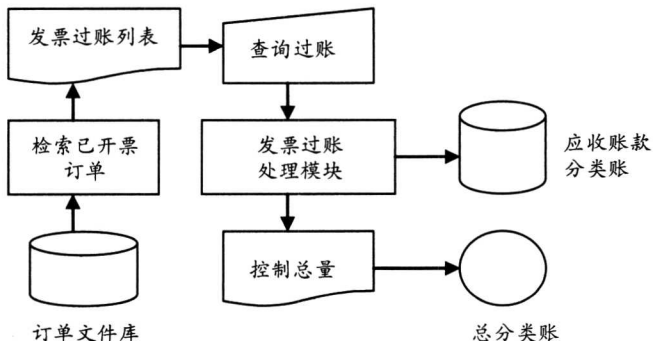 发票过账列表
查询过账
检索已开票
订单
发票过账
处理模块
应收账款
分类账
控制总量
订单文件库
总分类账